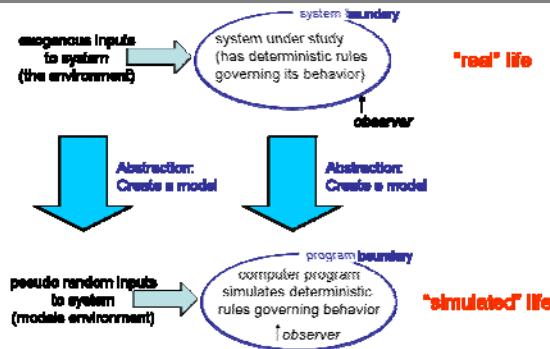 system boundary
exogenous inputs
to system
(the environment)
system under study
(has deterministic rules
governing its behavior)
"real" life
observer
Abstraction:
Create a model
Abstraction:
Create a model
program boundary
pseudo random inputs
to system
(models environment)
computer program
simulates deterministic
rules governing behavior
observer
"simulated" life